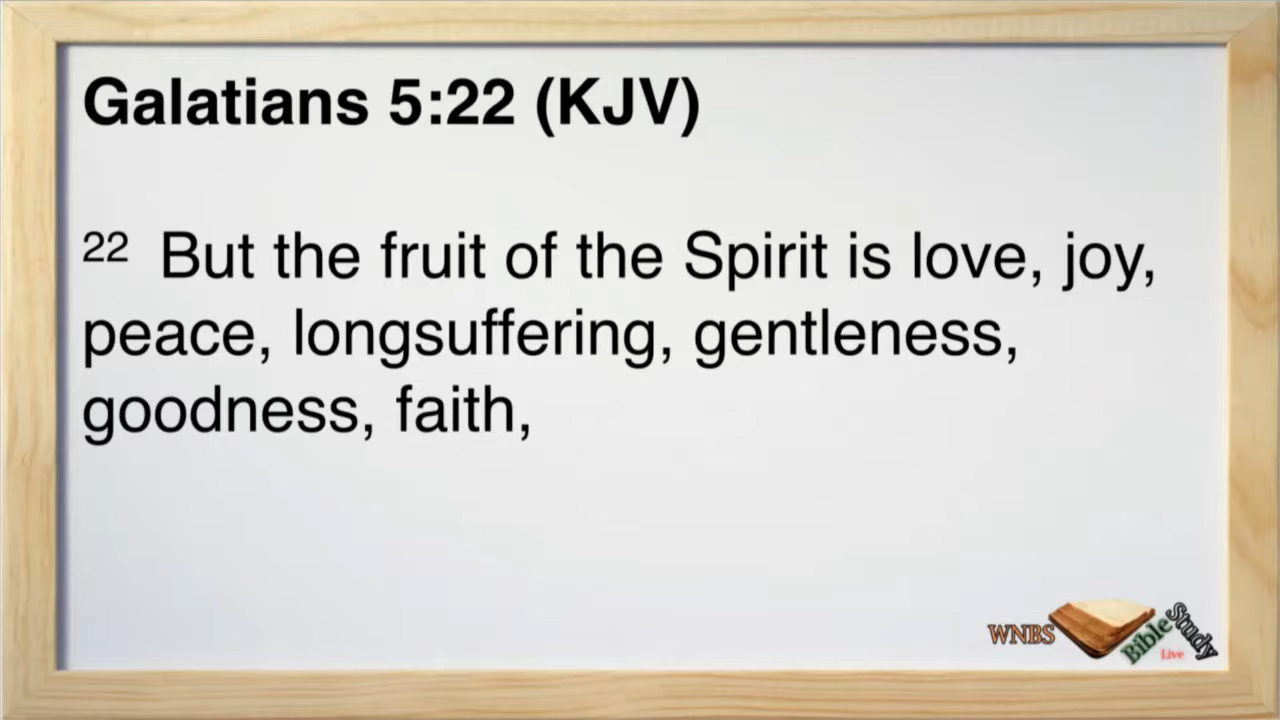 Galatians 5:22 (KJV)
22 But the fruit of the Spirit is love, joy,
peace, longsuffering, gentleness,
goodness, faith,
WNBS
Bible Study
Live